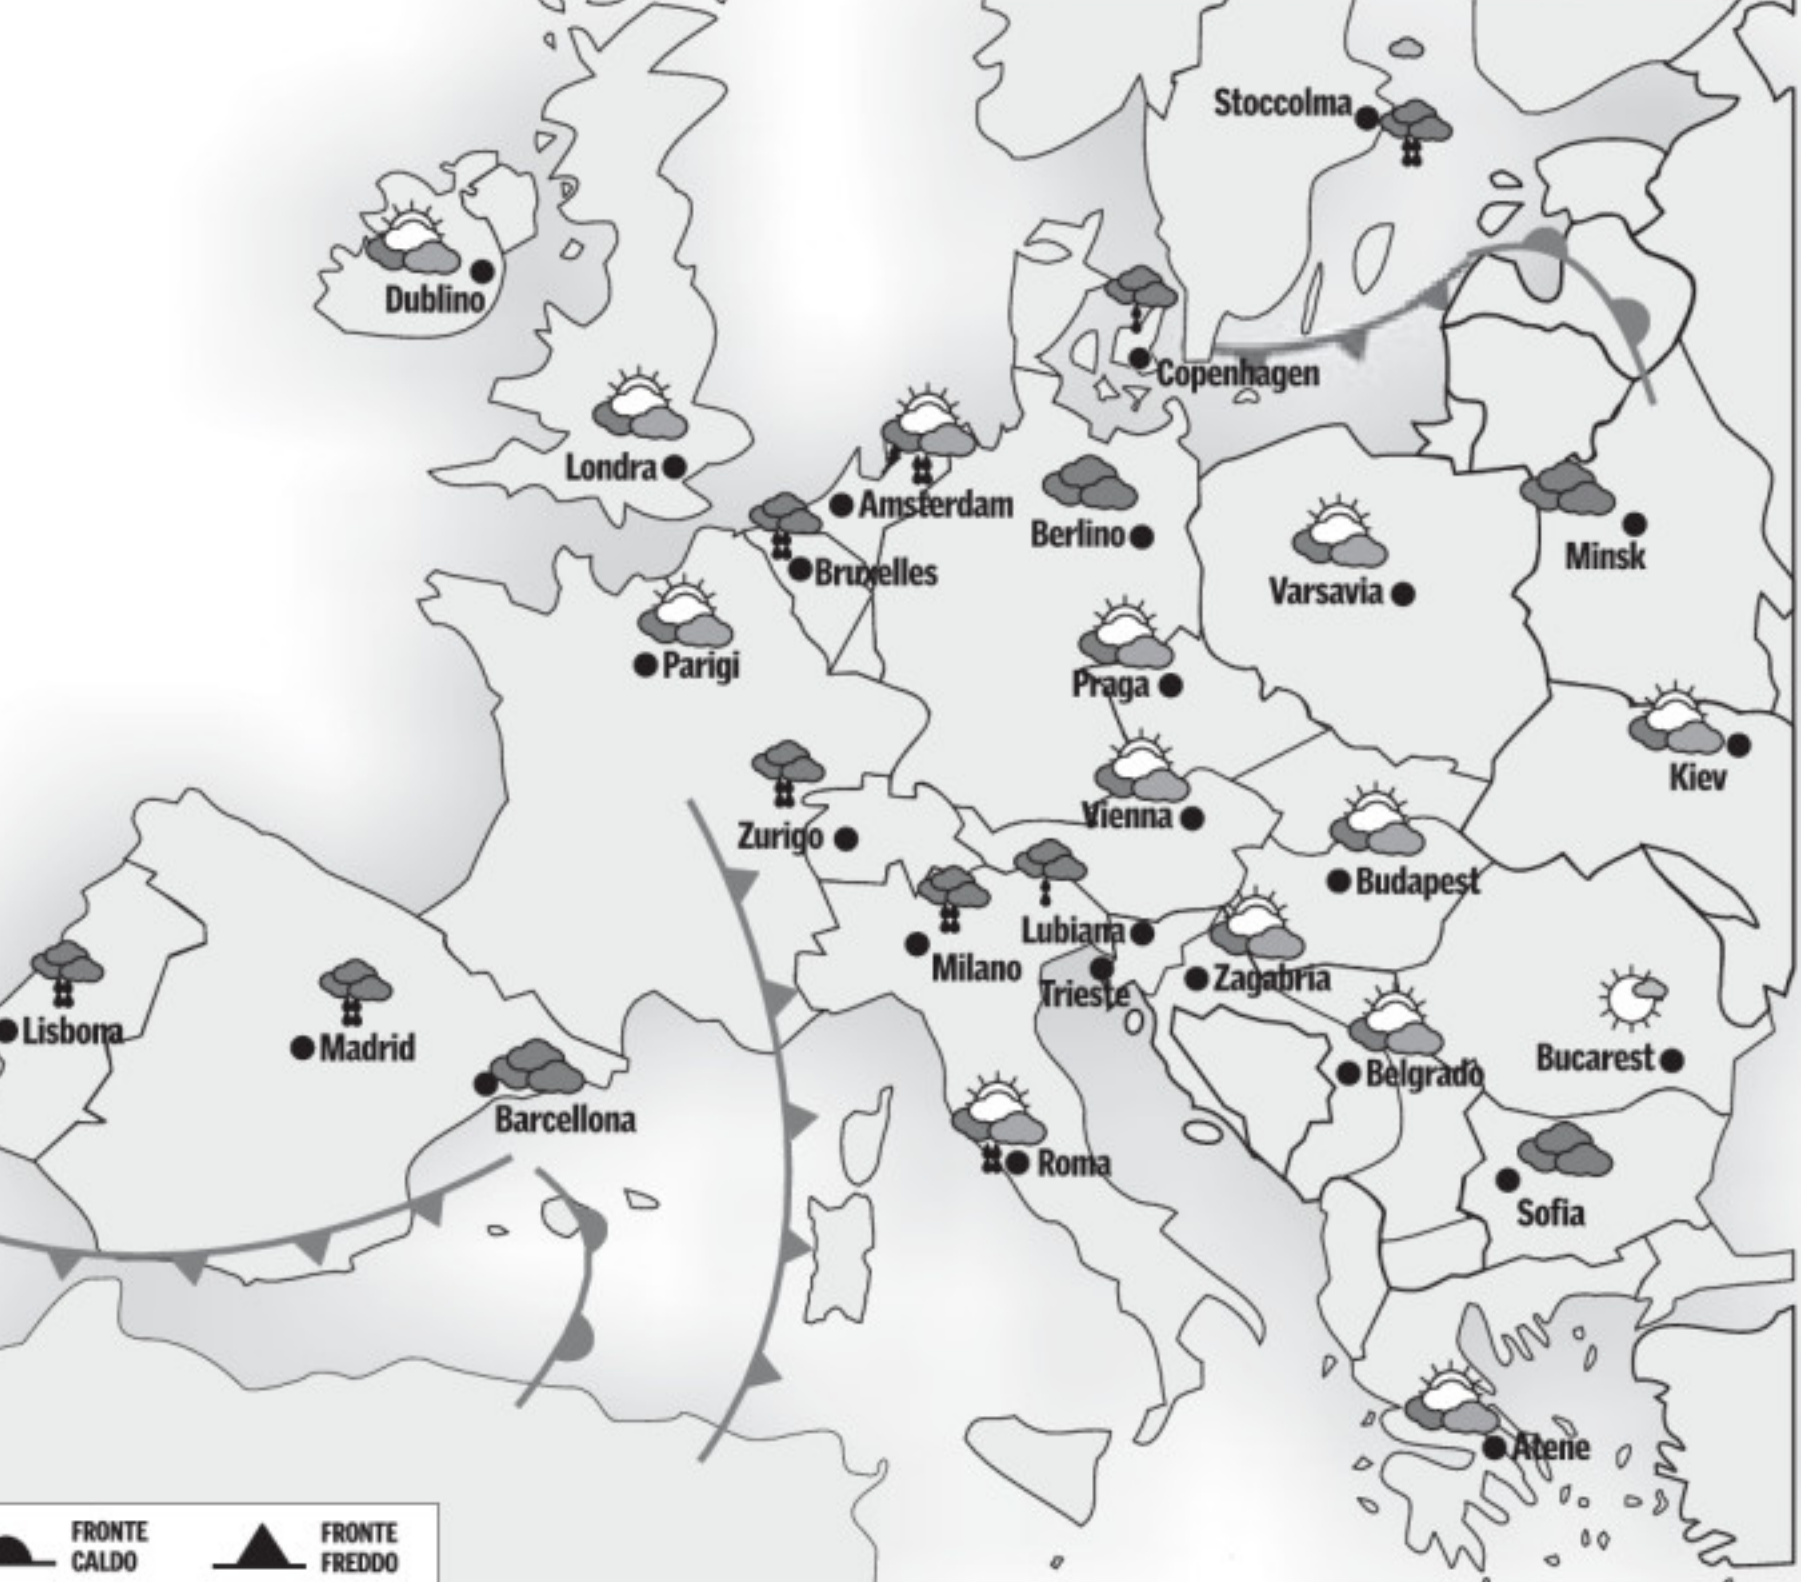 Stoccolma
Dublino
Copenhagen
Londra
Amsterdam
Berlino
Minsk
Bruxelles
Varsavia
Parigi
Praga
Kiev
Vienna
Zurigo
Budapest
Lubiana
Milano
Zagabria
Trieste
Lisbona
Madrid
Bucarest
Belgrado
Barcellona
Roma
Sofia
Atene
FRONTE
CALDO
FRONTE
FREDDO